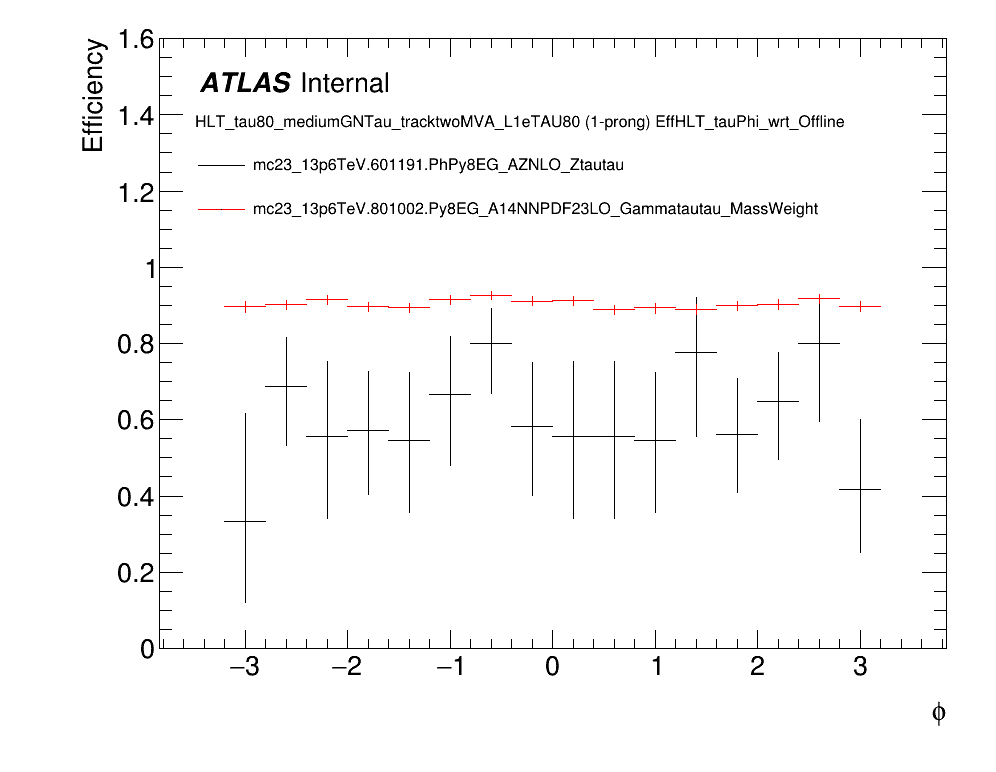 Efficiency
1.6
1.4
1.2
1
0.8
0.6
0.4
0.2
0
ATLAS Internal
HLT_tau80_mediumGNTau_tracktwoMVA_L1eTAU80 (1-prong) EffHLT_tauPhi_wrt_Offline
mc23_13p6TeV.601191.PhPy8EG_AZNLO_Ztautau
mc23_13p6TeV.801002.Py8EG_A14NNPDF23LO_Gammatautau_MassWeight
−3 −2 −1 0 1 2 3
ϕ